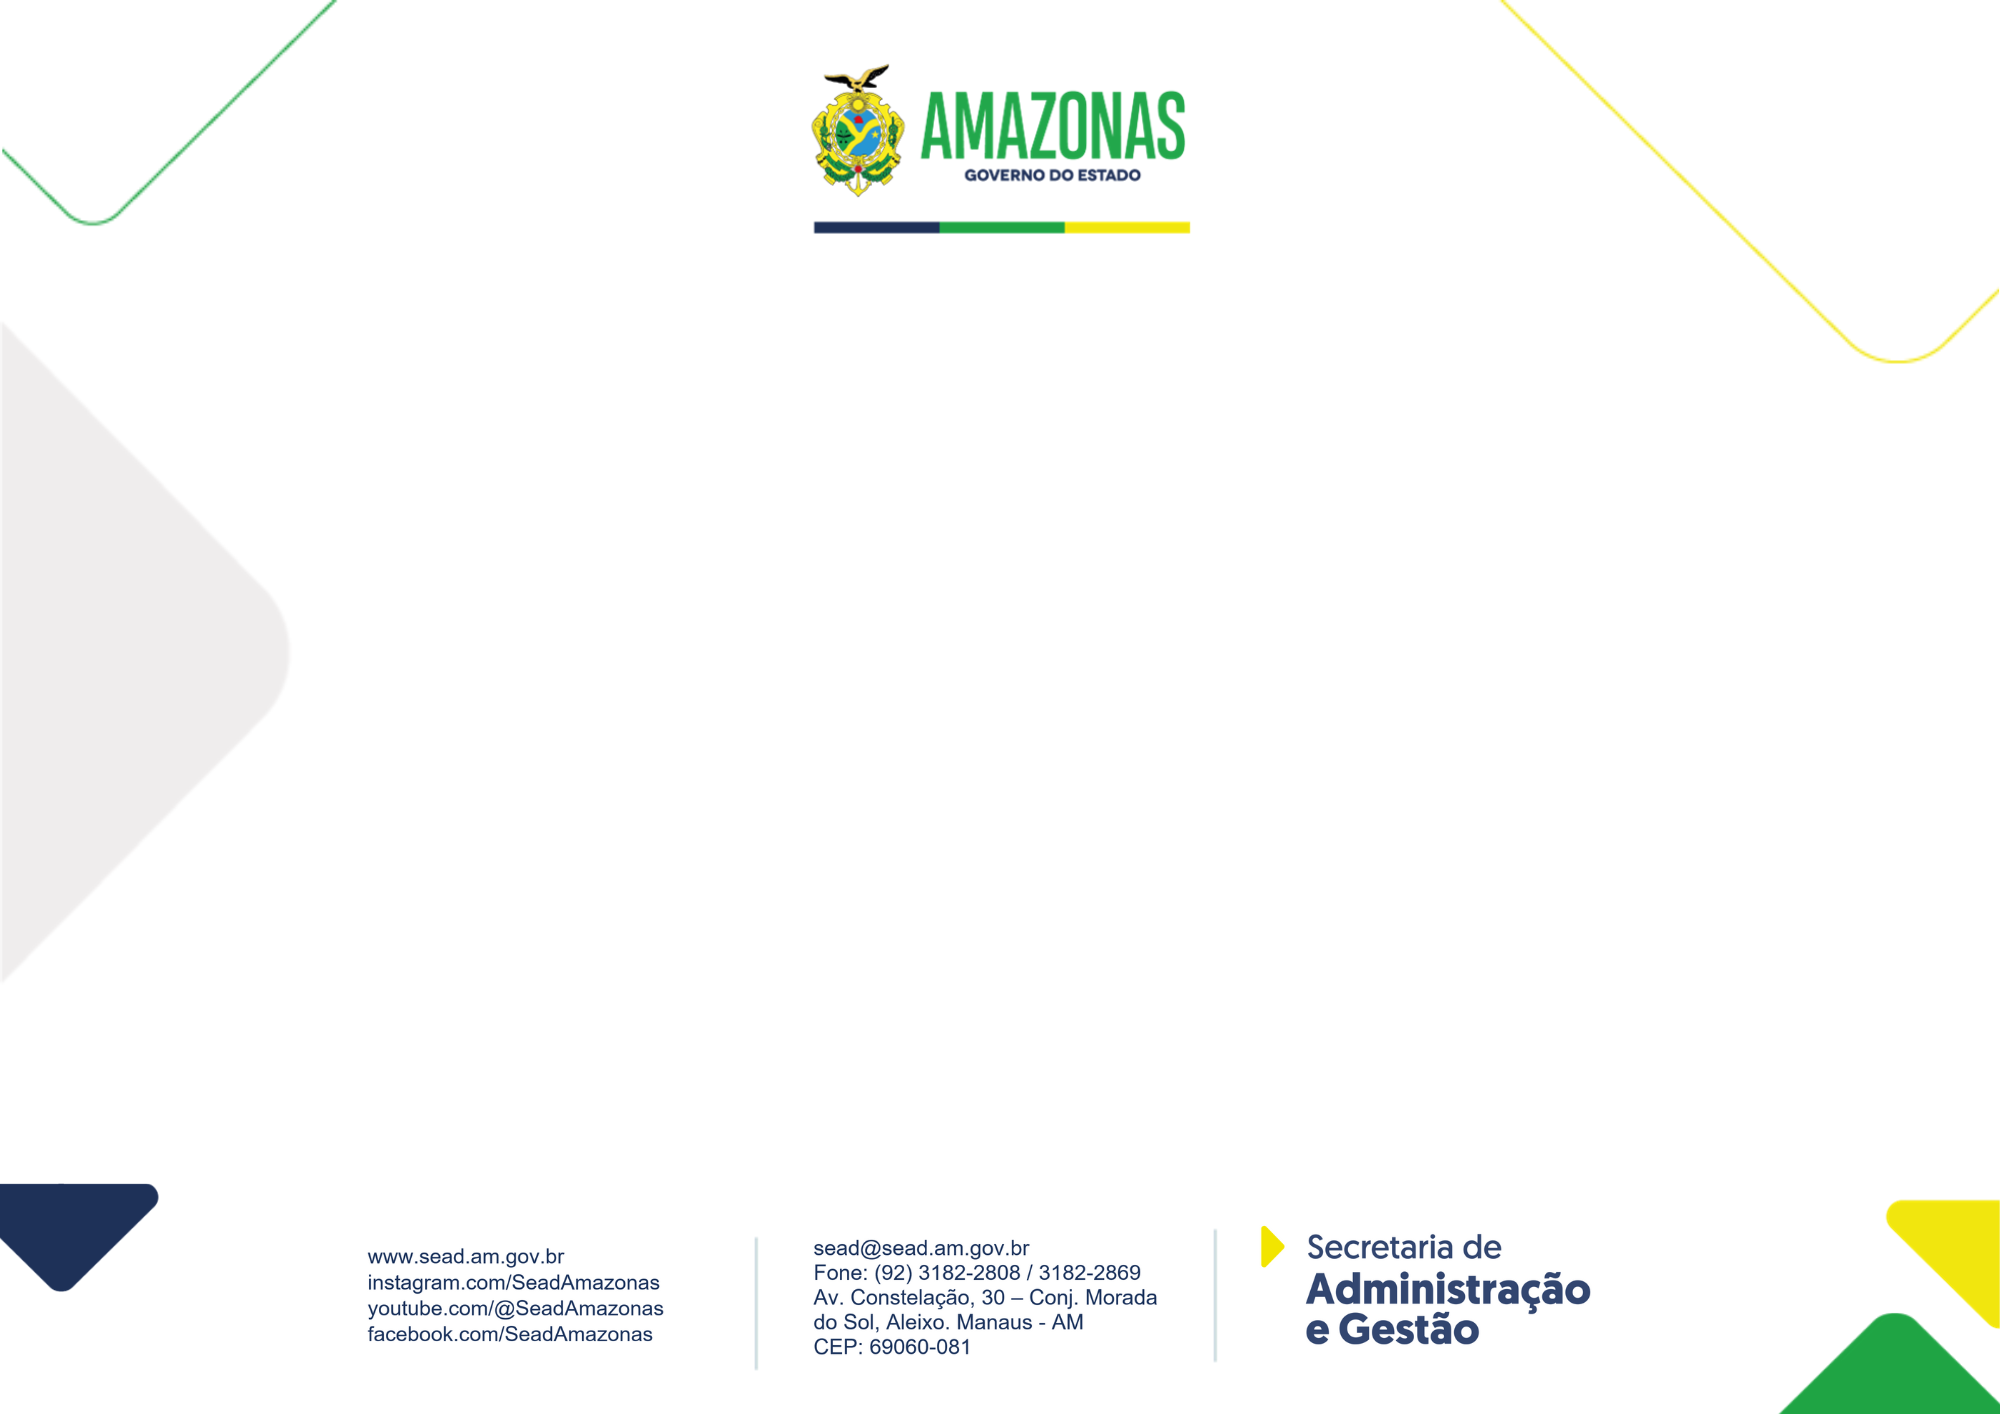 AMAZONAS
GOVERNO DO ESTADO
www.sead.am.gov.br
instagram.com/SeadAmazonas
youtube.com/@SeadAmazonas
facebook.com/SeadAmazonas
sead@sead.am.gov.br
Fone: (92) 3182-2808 / 3182-2869
Av. Constelação, 30 – Conj. Morada
do Sol, Aleixo. Manaus - AM
CEP: 69060-081
Secretaria de
Administração
e Gestão